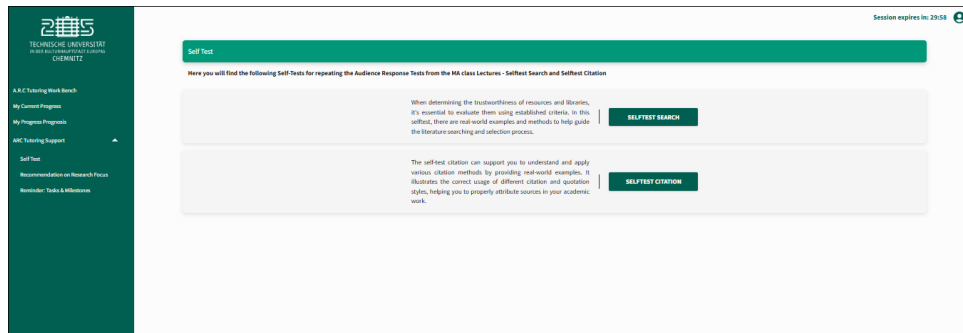 TECHNISCHE UNIVERSITÄT
IN DER KULTURHAUPTSTADT EUROPAS
CHEMNITZ
Session expires in: 29:58
Self Test
Here you will find the following Self-Tests for repeating the Audience Response Tests from the MA class Lectures - Selftest Search and Selftest Citation
A.R.C Tutoring Work Bench
My Current Progress
My Progress Prognosis
ARC Tutoring Support
Self Test
Recommendation on Research Focus
Reminder: Tasks & Milestones
When determining the trustworthiness of resources and libraries,
it's essential to evaluate them using established criteria. In this
selftest, there are real-world examples and methods to help guide
the literature searching and selection process.
SELFTEST SEARCH
The self-test citation can support you to understand and apply
various citation methods by providing real-world examples. It
illustrates the correct usage of different citation and quotation
styles, helping you to properly attribute sources in your academic
work.
SELFTEST CITATION